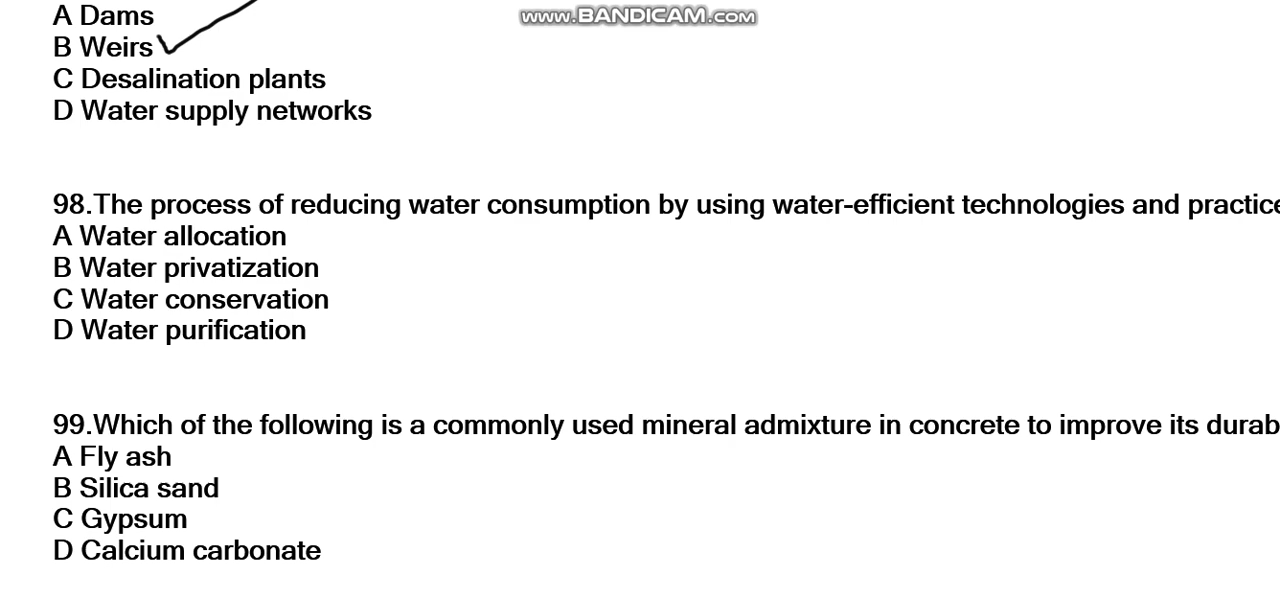 A Dams
www.BANDICAM.com
B Weirs
C Desalination plants
D Water supply networks
98.The process of reducing water consumption by using water-efficient technologies and practice
A Water allocation
B Water privatization
C Water conservation
D Water purification
99.Which of the following is a commonly used mineral admixture in concrete to improve its durab
A Fly ash
B Silica sand
C Gypsum
D Calcium carbonate